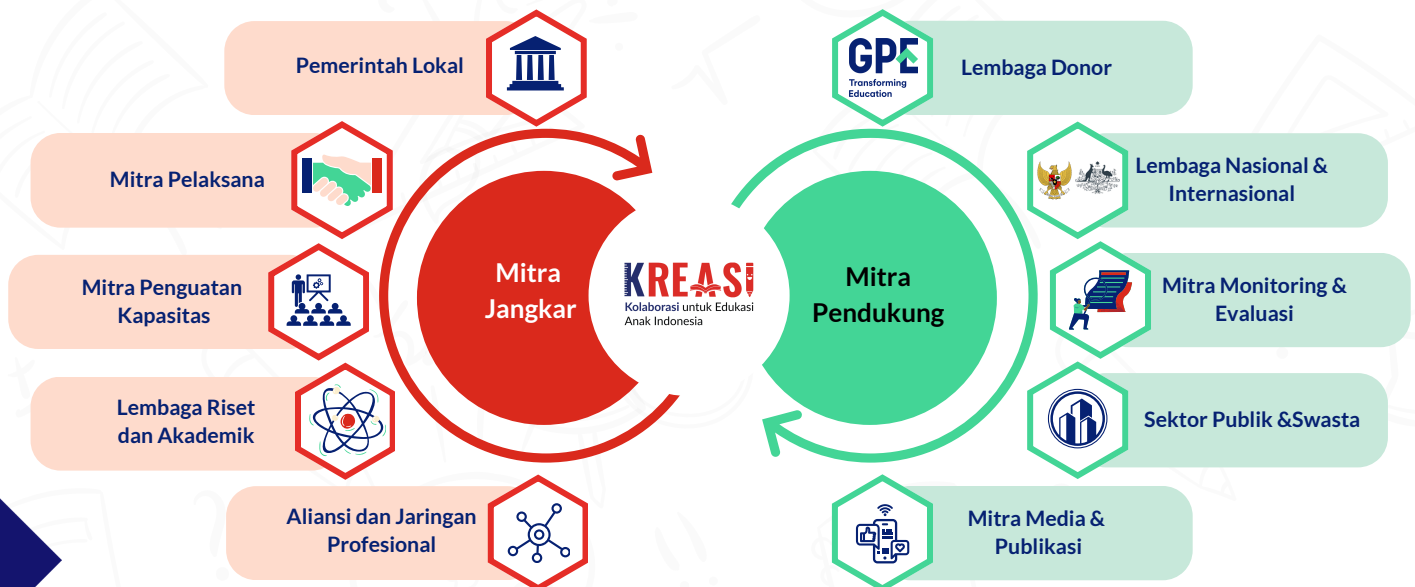 Pemerintah Lokal
Mitra Pelaksana
Mitra Penguatan
Kapasitas
Lembaga Riset
dan Akademik
Aliansi dan Jaringan
Profesional
Mitra
Jangkar
KREASI
Kolaborasi untuk Edukasi
Anak Indonesia
Mitra
Pendukung
GPE
Transforming
Education
Lembaga Donor
Lembaga Nasional &
Internasional
Mitra Monitoring &
Evaluasi
Sektor Publik &Swasta
Mitra Media &
Publikasi